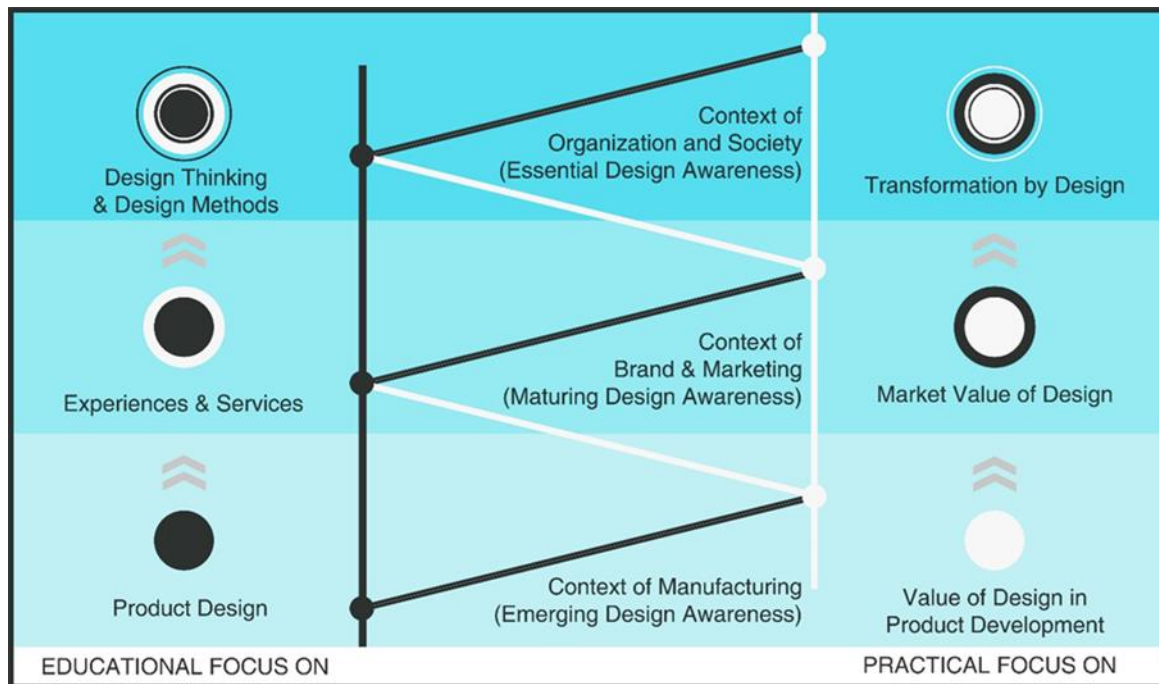 Design Thinking
& Design Methods
Context of
Organization and Society
(Essential Design Awareness)
Transformation by Design
Experiences & Services
Context of
Brand & Marketing
(Maturing Design Awareness)
Market Value of Design
Product Design
Context of Manufacturing
(Emerging Design Awareness)
Value of Design in
Product Development
EDUCATIONAL FOCUS ON
PRACTICAL FOCUS ON